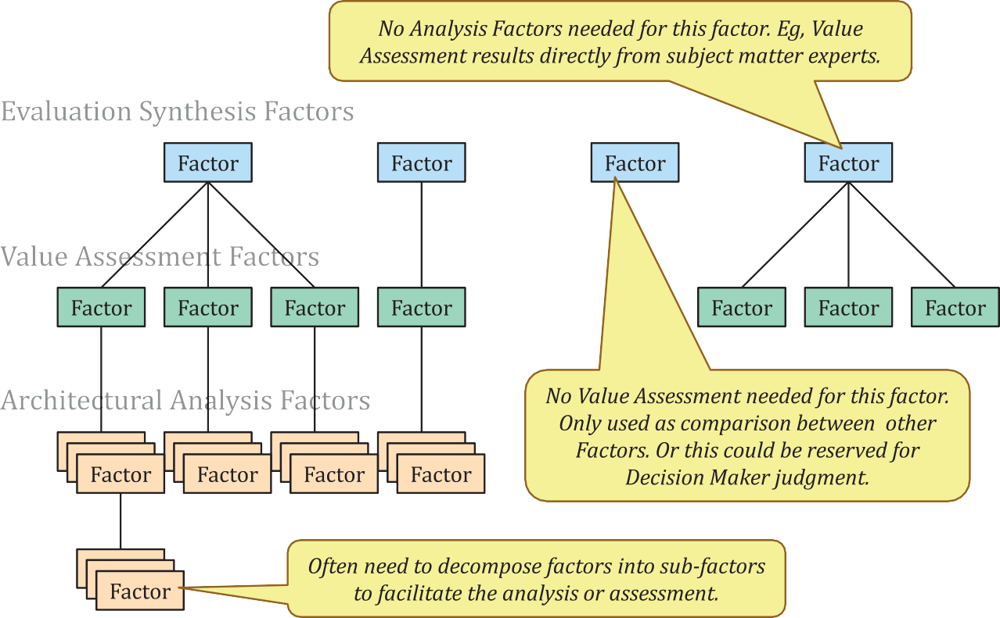 No Analysis Factors needed for this factor. Eg, Value
Assessment results directly from subject matter experts.
Evaluation Synthesis Factors
Factor
Factor
Factor
Factor
Value Assessment Factors
Factor
Factor
Factor
Factor
Factor
Factor
Factor
Architectural Analysis Factors
No Value Assessment needed for this factor.
Only used as comparison between other
Factors. Or this could be reserved for
Decision Maker judgment.
Factor
Factor
Factor
Factor
Often need to decompose factors into sub-factors
to facilitate the analysis or assessment.
Factor